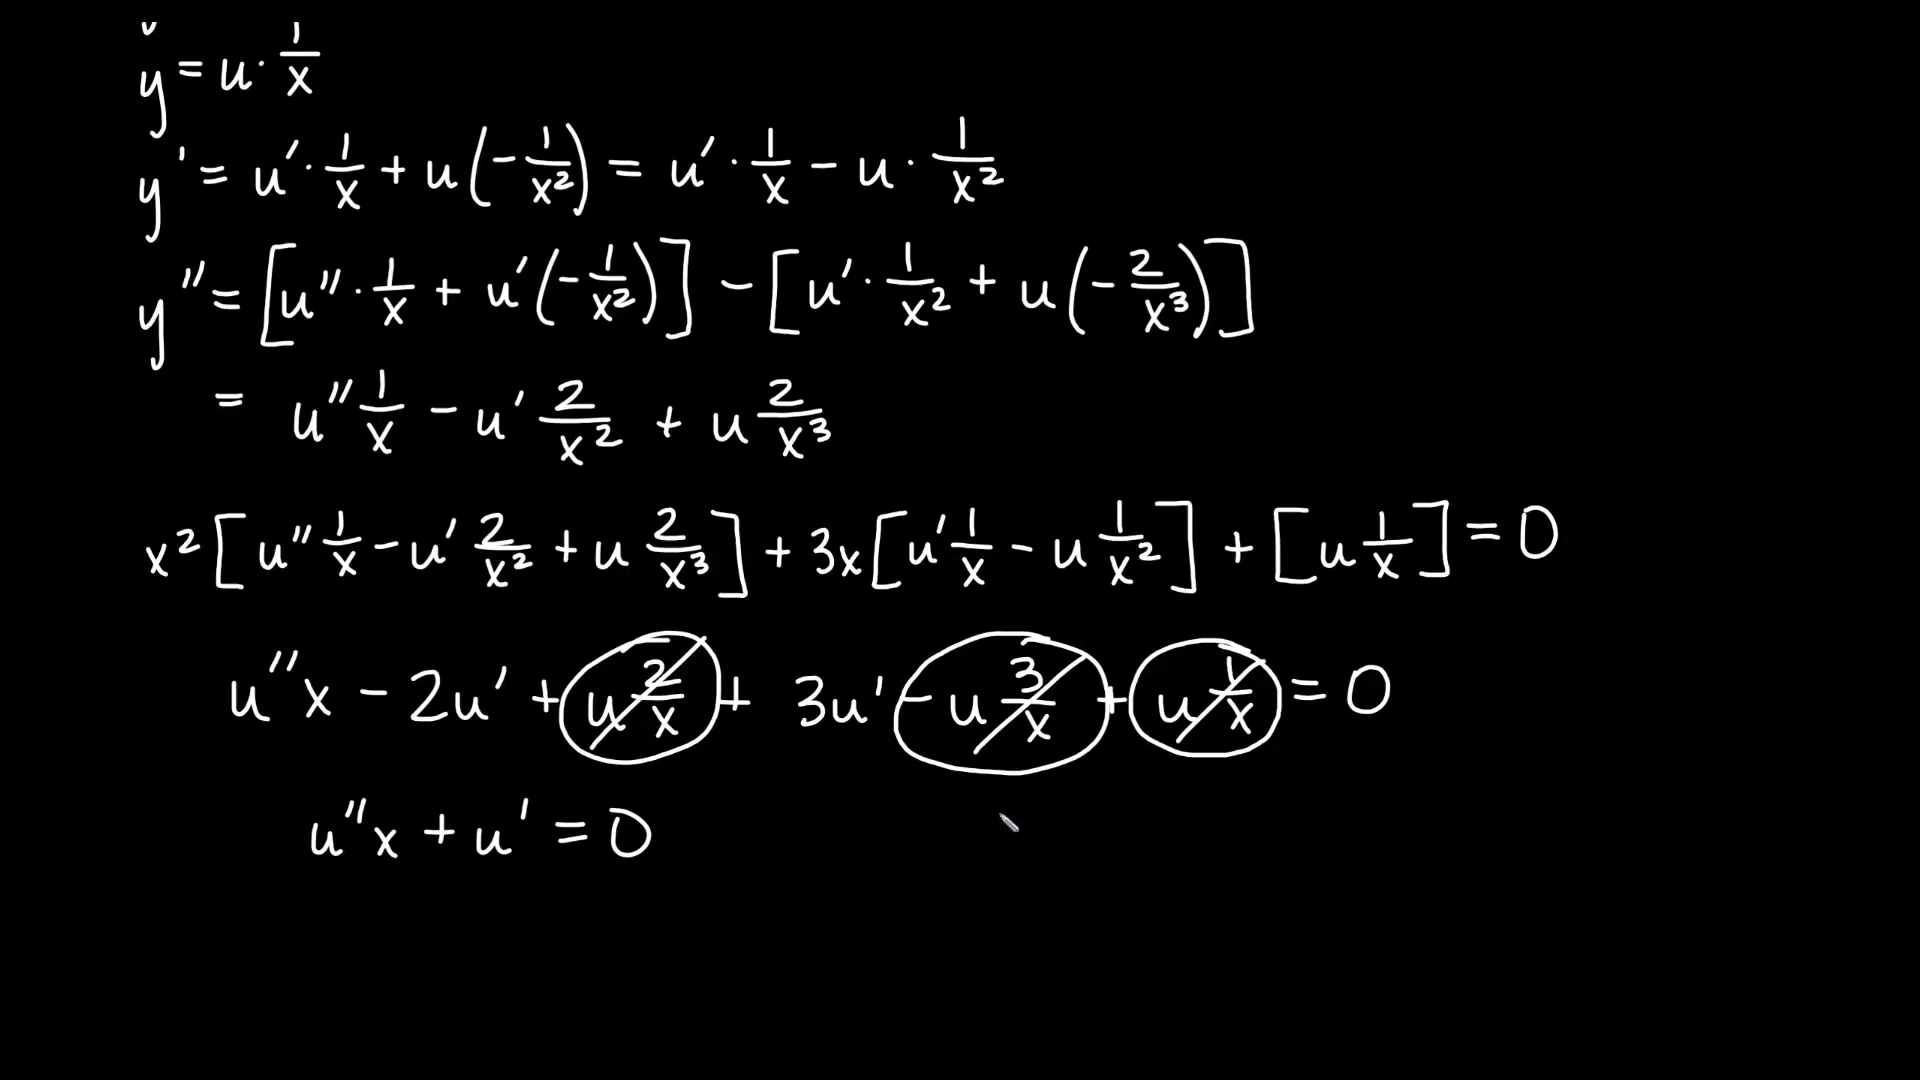 y = u · 1/x
y' = u' · 1/x + u(-1/x²) = u' · 1/x - u · 1/x²
y'' = [u'' · 1/x + u'(-1/x²)] - [u' · 1/x² + u(-2/x³)]
= u'' 1/x - u' 2/x² + u 2/x³
x² [u'' 1/x - u' 2/x² + u 2/x³] + 3x [u' 1/x - u 1/x²] + [u 1/x] = 0
u''x - 2u' + u 2/x + 3u' - u 3/x + u 1/x = 0
u''x + u' = 0